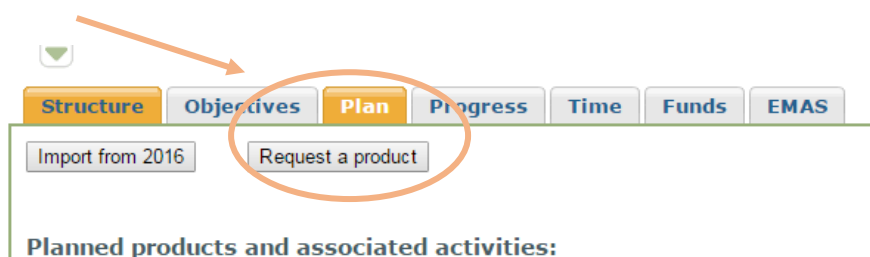 Structure Objectives Plan Progress Time Funds EMAS
Import from 2016 Request a product
Planned products and associated activities: